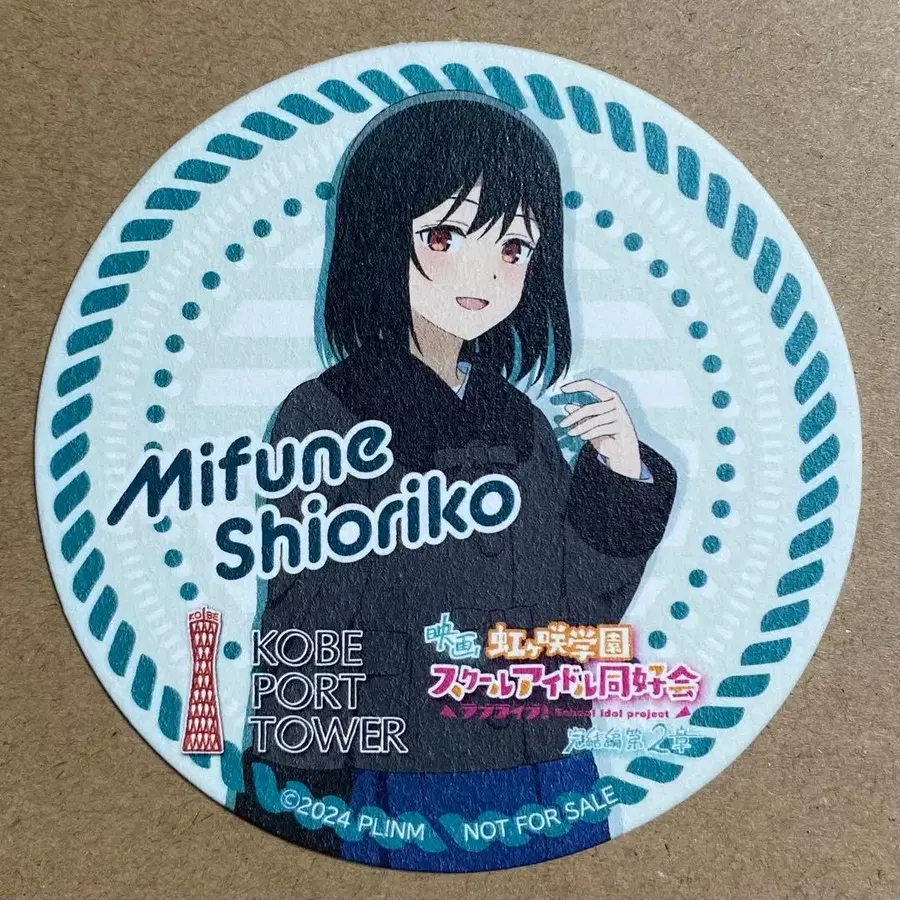 Mifune
Shioriko
KOBE
KOBE
PORT
TOWER
映画
虹ヶ咲学園
スクールアイドル同好会
ラブライブ! School idol project
完結編 第2章
©2024 PL!NM NOT FOR SALE